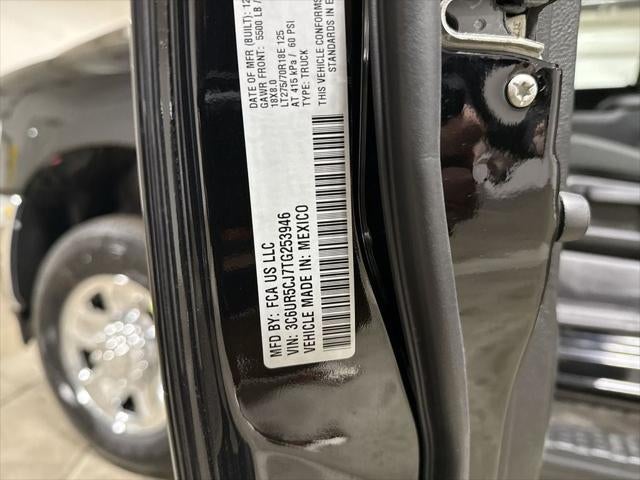 MFD BY: FCA US LLC
VIN: 3C6UR5CJ7TG253946
VEHICLE MADE IN: MEXICO
DATE OF MFR (BUILT): 12
GAWR FRONT: 5500 LB /
18X8.0
LT275/70R18E 125
AT 415 kPa / 60 PSI
TYPE: TRUCK
THIS VEHICLE CONFORMS
STANDARDS IN E